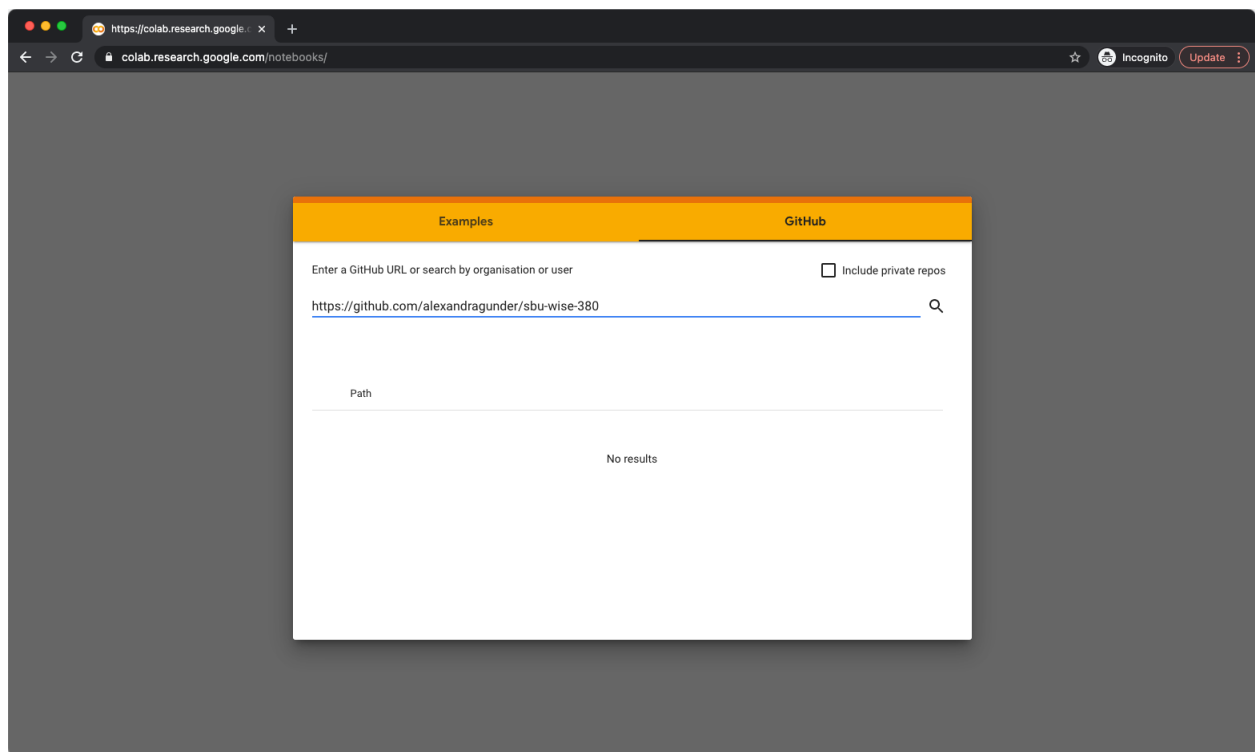 https://colab.research.google.c
colab.research.google.com/notebooks/
Incognito
Update
Examples
GitHub
Enter a GitHub URL or search by organisation or user
Include private repos
https://github.com/alexandragunder/sbu-wise-380
Path
No results